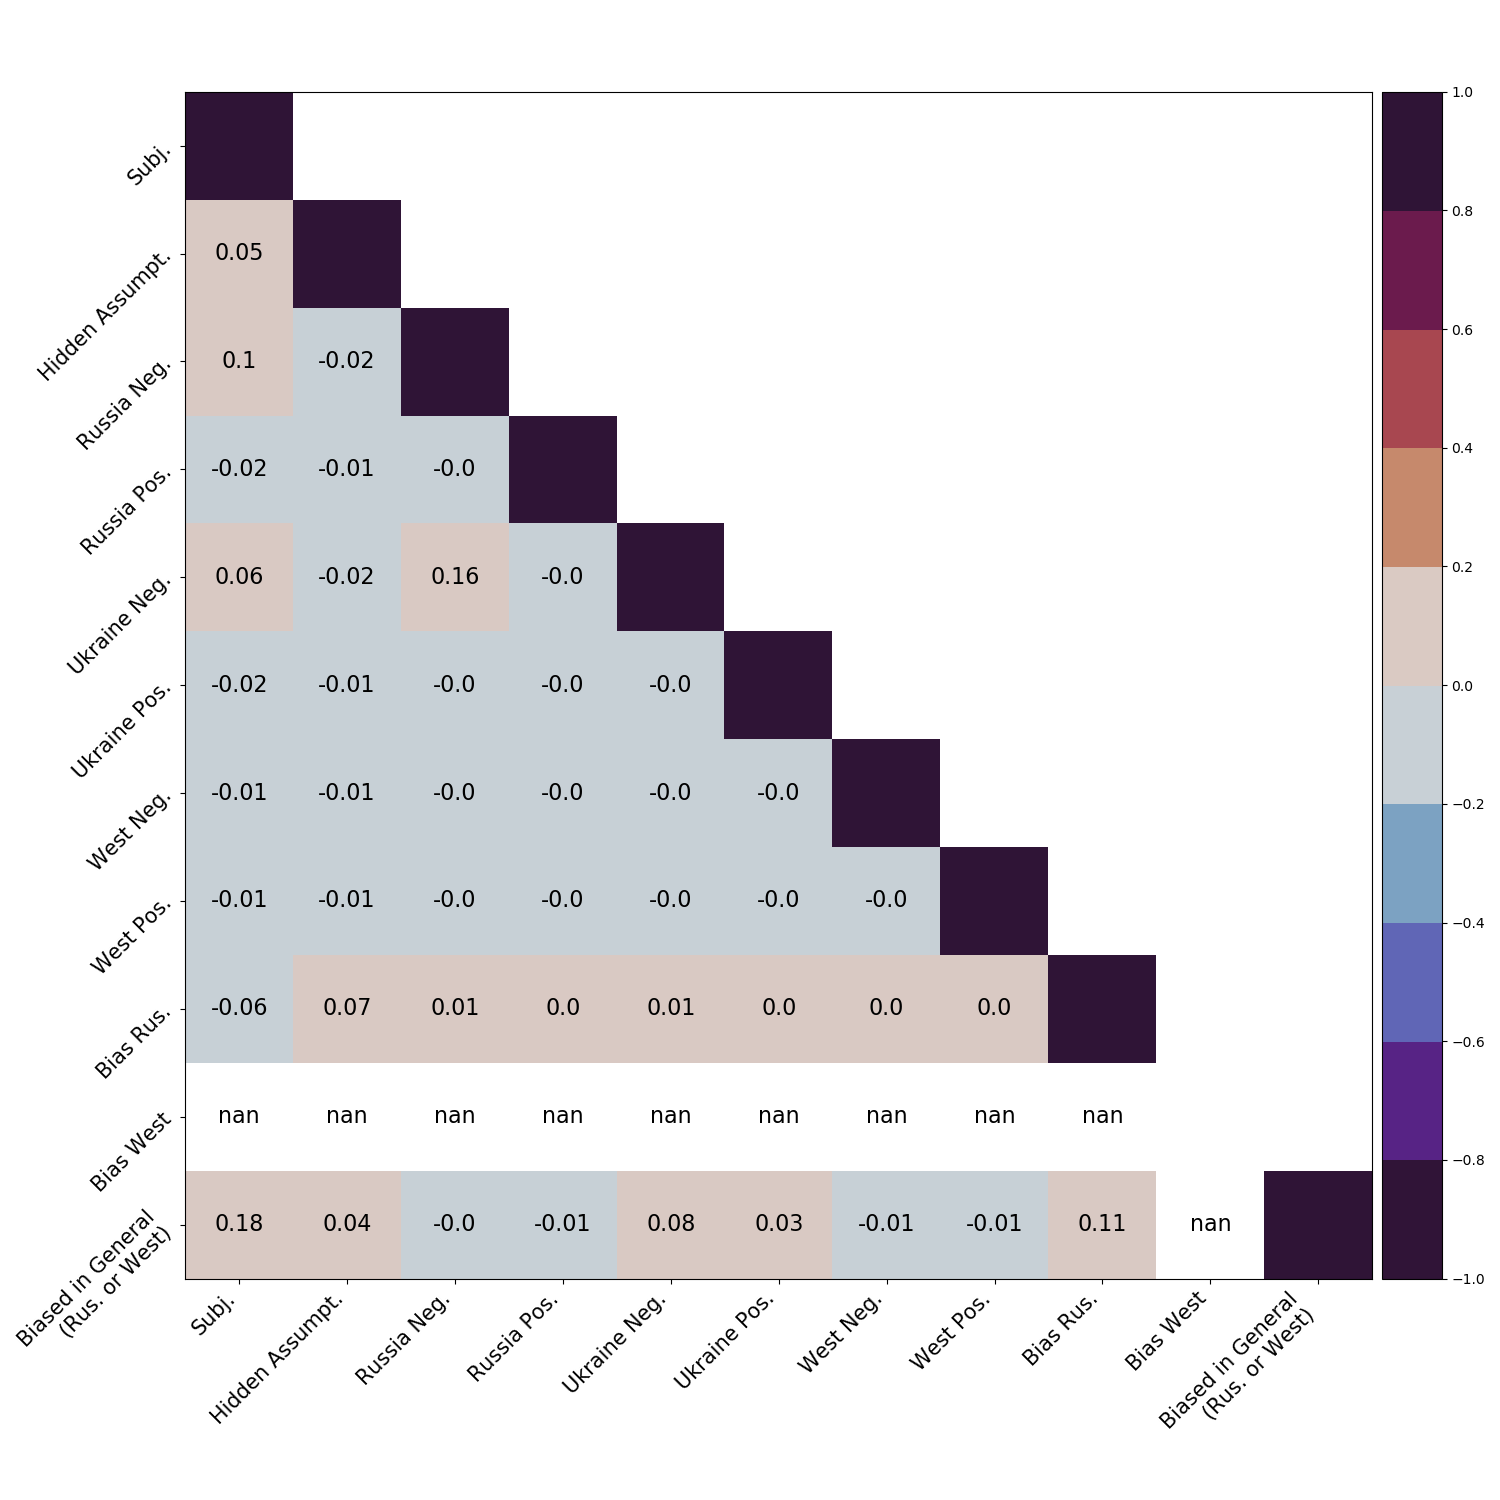 1.0
Subj.
0.8
Hidden Assumpt.
0.05
Russia Neg.
0.1 -0.02
0.6
Russia Pos.
-0.02 -0.01 -0.0
0.4
Ukraine Neg.
0.06 -0.02 0.16 -0.0
0.2
Ukraine Pos.
-0.02 -0.01 -0.0 -0.0 -0.0
0.0
West Neg.
-0.01 -0.01 -0.0 -0.0 -0.0 -0.0
−0.2
West Pos.
-0.01 -0.01 -0.0 -0.0 -0.0 -0.0 -0.0
−0.4
Bias Rus.
-0.06 0.07 0.01 0.0 0.01 0.0 0.0 0.0
−0.6
Bias West
nan nan nan nan nan nan nan nan nan
−0.8
Biased in General
(Rus. or West)
0.18 0.04 -0.0 -0.01 0.08 0.03 -0.01 -0.01 0.11 nan
−1.0
Subj.
Hidden Assumpt.
Russia Neg.
Russia Pos.
Ukraine Neg.
Ukraine Pos.
West Neg.
West Pos.
Bias Rus.
Bias West
Biased in General
(Rus. or West)